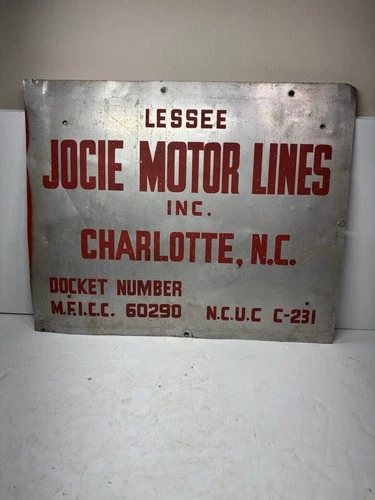 LESSEE
JOCIE MOTOR LINES
INC.
CHARLOTTE, N.C.
DOCKET NUMBER
M.F.I.C.C. 60290 N.C.U.C C-231